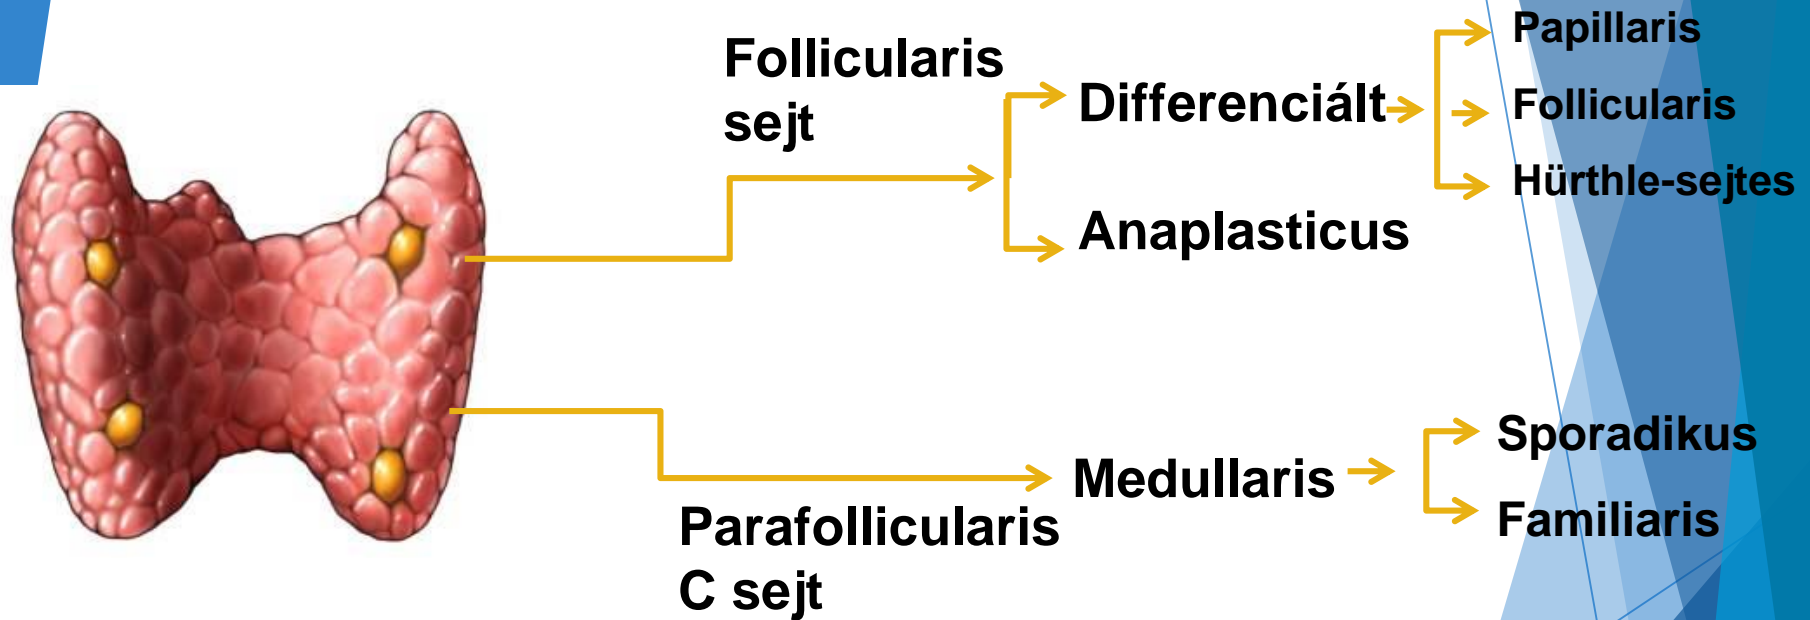 Follicularis
sejt
Differenciált
Papillaris
Follicularis
Hürthle-sejtes
Anaplasticus
Parafollicularis
C sejt
Medullaris
Sporadikus
Familiaris